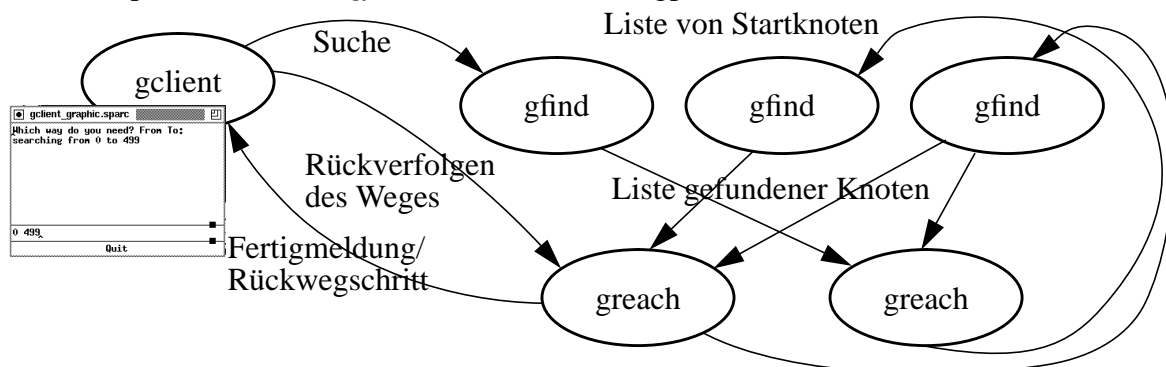 Liste von Startknoten
Suche
gclient
gfind
gfind
gfind
gclient_graphic.sparc
Which way do you need? From To:
searching from 0 to 499
Rückverfolgen
des Weges
Liste gefundener Knoten
0 499
Quit
Fertigmeldung/
Rückwegschritt
greach
greach